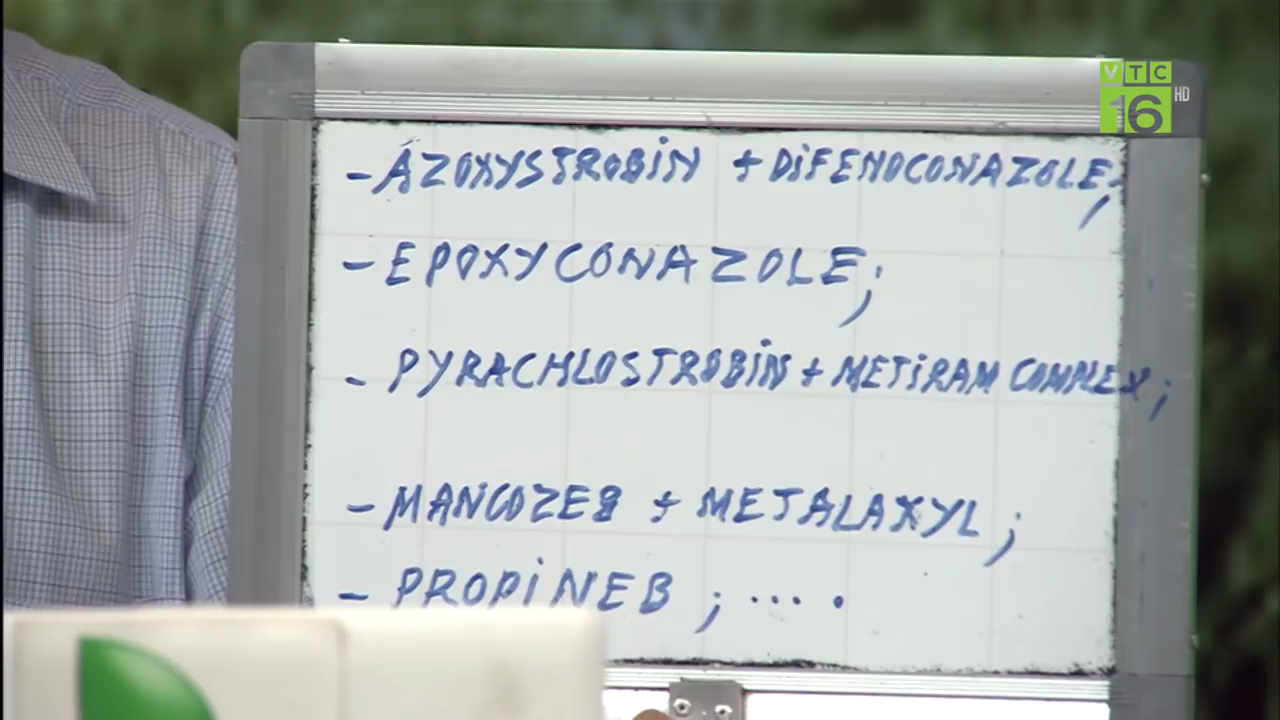 VTC
16 HD
- AZOXYSTROBiN + DiFENOCONAZOLE;
- EPOXYCONAZOLE;
- PYRACHLOSTROBiN + METiRAM COMPLEX;
- MANCOZEB + METALAXYL;
- PROPiNEB ; ....